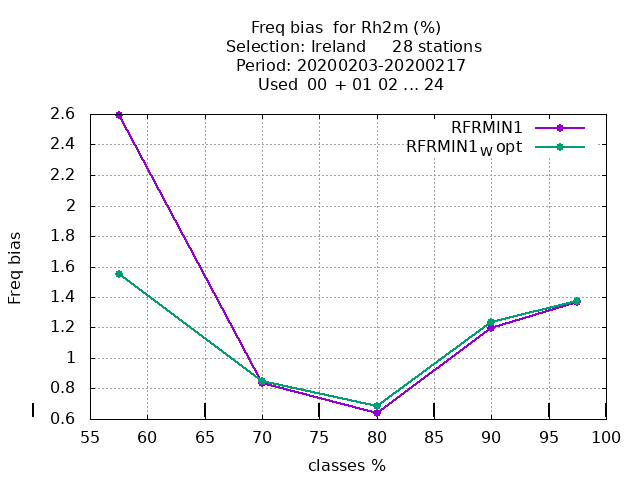 Freq bias  for Rh2m (%)
Selection: Ireland     28 stations
Period: 20200203-20200217
Used  00  + 01 02 ... 24
RFRMIN1
RFRMIN1W opt
Freq bias
2.6
2.4
2.2
2
1.8
1.6
1.4
1.2
1
0.8
0.6
55 60 65 70 75 80 85 90 95 100
classes %